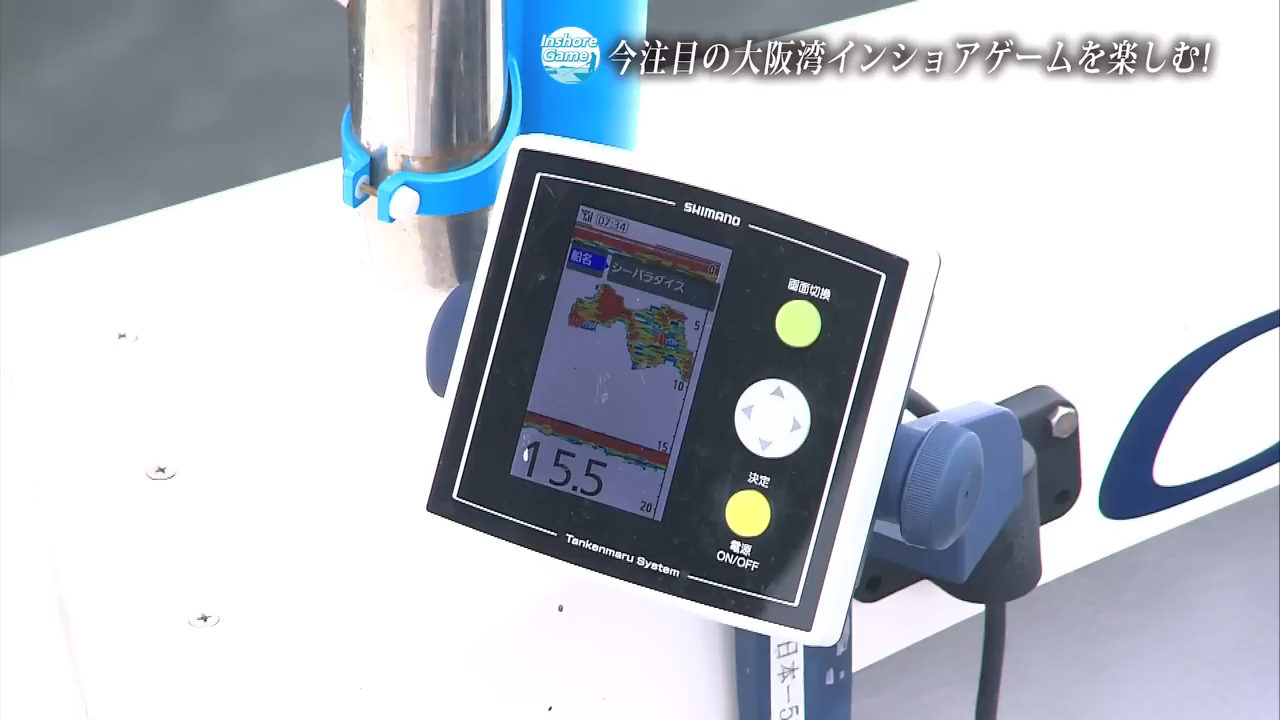 Inshore
Game
今注目の大阪湾インショアゲームを楽しむ!
SHIMANO
07:34
0
船名
シーパラダイス
5
10
15
15.5
20
画面切換
決定
電源
ON/OFF
Tankenmaru System
日本一5